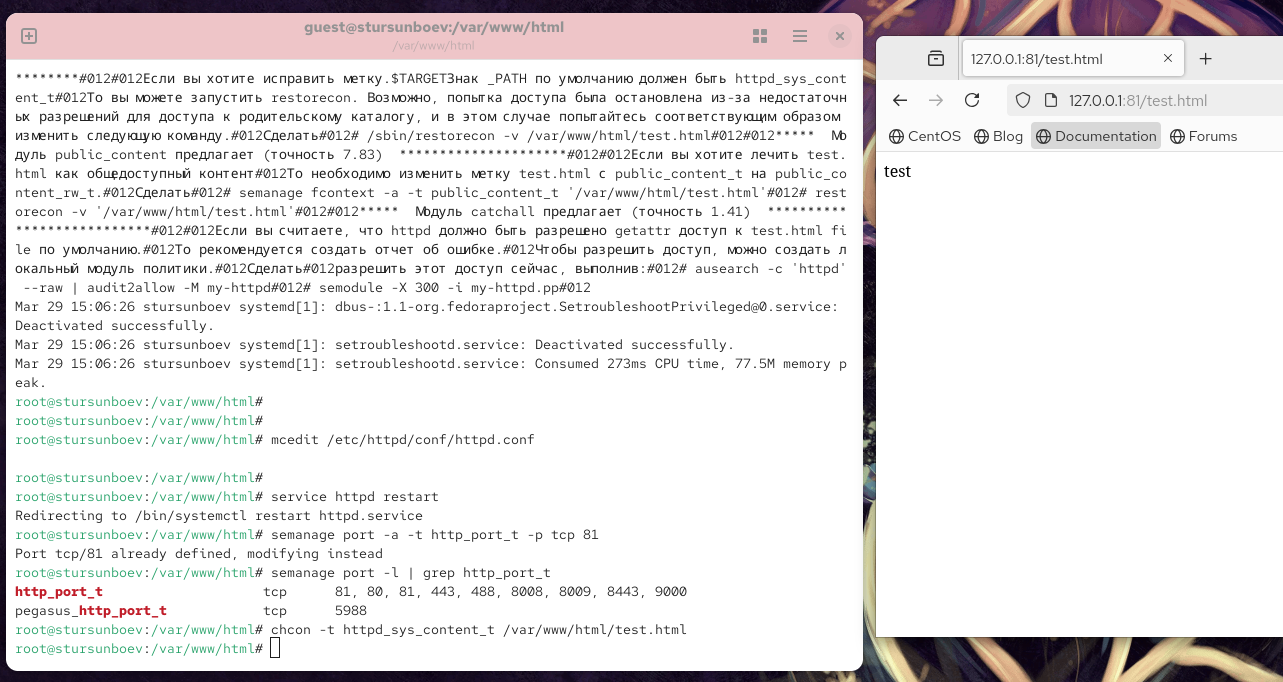 guest@stursunboev:/var/www/html
/var/www/html
********#012#012Если вы хотите исправить метку.$TARGETЗнак _PATH по умолчанию должен быть httpd_sys_cont
ent_t#012То вы можете запустить restorecon. Возможно, попытка доступа была остановлена из-за недостаточн
ых разрешений для доступа к родительскому каталогу, и в этом случае попытайтесь соответствующим образом
изменить следующую команду.#012Сделать#012# /sbin/restorecon -v /var/www/html/test.html#012#012*****  Мо
дуль public_content предлагает (точность 7.83)  *********************#012#012Если вы хотите лечить test.
html как общедоступный контент#012То необходимо изменить метку test.html с public_content_t на public_co
ntent_rw_t.#012Сделать#012# semanage fcontext -a -t public_content_t '/var/www/html/test.html'#012# rest
orecon -v '/var/www/html/test.html'#012#012*****  Модуль catchall предлагает (точность 1.41)  **********
*****************#012#012Если вы считаете, что httpd должно быть разрешено getattr доступ к test.html fi
le по умолчанию.#012То рекомендуется создать отчет об ошибке.#012Чтобы разрешить доступ, можно создать л
окальный модуль политики.#012Сделать#012разрешить этот доступ сейчас, выполнив:#012# ausearch -c 'httpd'
--raw | audit2allow -M my-httpd#012# semodule -X 300 -i my-httpd.pp#012
Mar 29 15:06:26 stursunboev systemd[1]: dbus-:1.1-org.fedoraproject.SetroubleshootPrivileged@0.service:
Deactivated successfully.
Mar 29 15:06:26 stursunboev systemd[1]: setroubleshootd.service: Deactivated successfully.
Mar 29 15:06:26 stursunboev systemd[1]: setroubleshootd.service: Consumed 273ms CPU time, 77.5M memory p
eak.
root@stursunboev:/var/www/html#
root@stursunboev:/var/www/html#
root@stursunboev:/var/www/html# mcedit /etc/httpd/conf/httpd.conf
root@stursunboev:/var/www/html#
root@stursunboev:/var/www/html# service httpd restart
Redirecting to /bin/systemctl restart httpd.service
root@stursunboev:/var/www/html# semanage port -a -t http_port_t -p tcp 81
Port tcp/81 already defined, modifying instead
root@stursunboev:/var/www/html# semanage port -l | grep http_port_t
http_port_t                    tcp      81, 80, 81, 443, 488, 8008, 8009, 8443, 9000
pegasus_http_port_t            tcp      5988
root@stursunboev:/var/www/html# chcon -t httpd_sys_content_t /var/www/html/test.html
root@stursunboev:/var/www/html#
127.0.0.1:81/test.html
127.0.0.1:81/test.html
CentOS Blog Documentation Forums
test